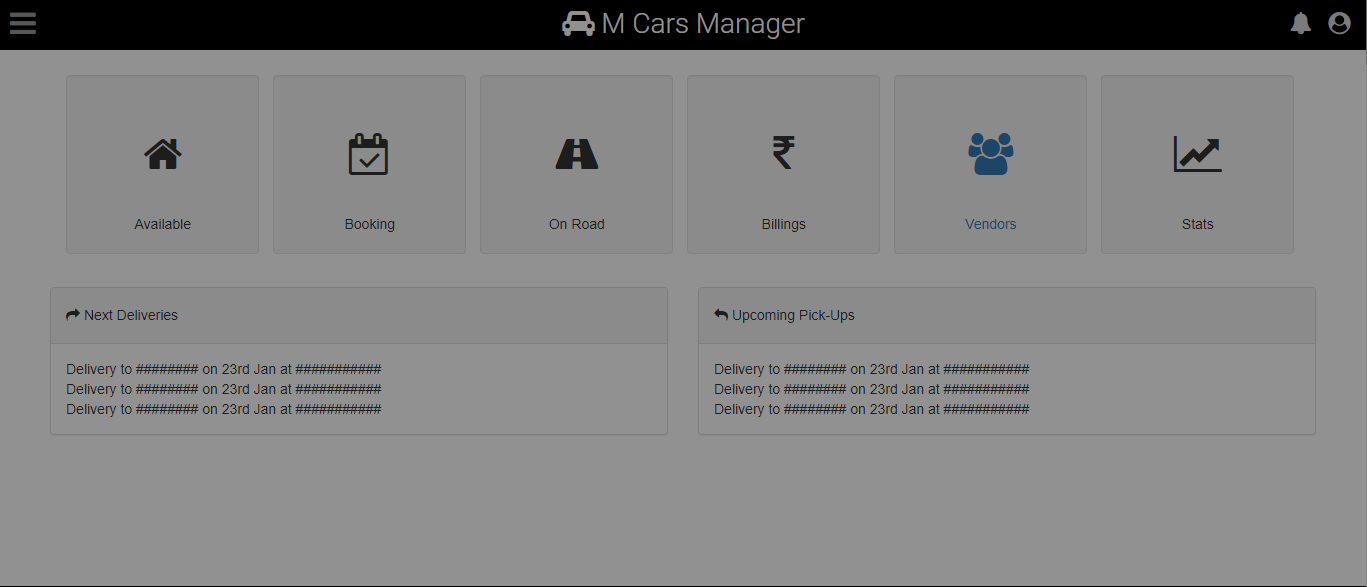 M Cars Manager
Available
Booking
On Road
₹
Billings
Vendors
Stats
Next Deliveries
Delivery to ######## on 23rd Jan at ###########
Delivery to ######## on 23rd Jan at ###########
Delivery to ######## on 23rd Jan at ###########
Upcoming Pick-Ups
Delivery to ######## on 23rd Jan at ###########
Delivery to ######## on 23rd Jan at ###########
Delivery to ######## on 23rd Jan at ###########